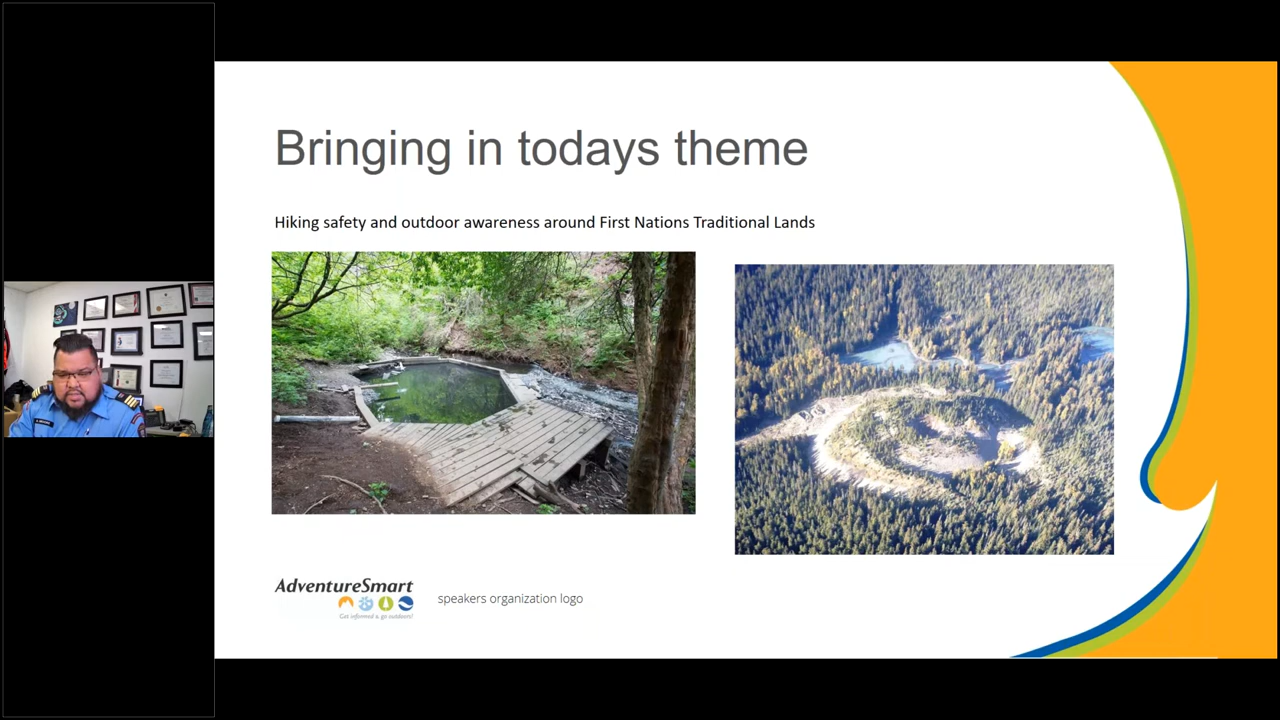 Bringing in todays theme
Hiking safety and outdoor awareness around First Nations Traditional Lands
AdventureSmart
Get informed & go outdoors!
speakers organization logo